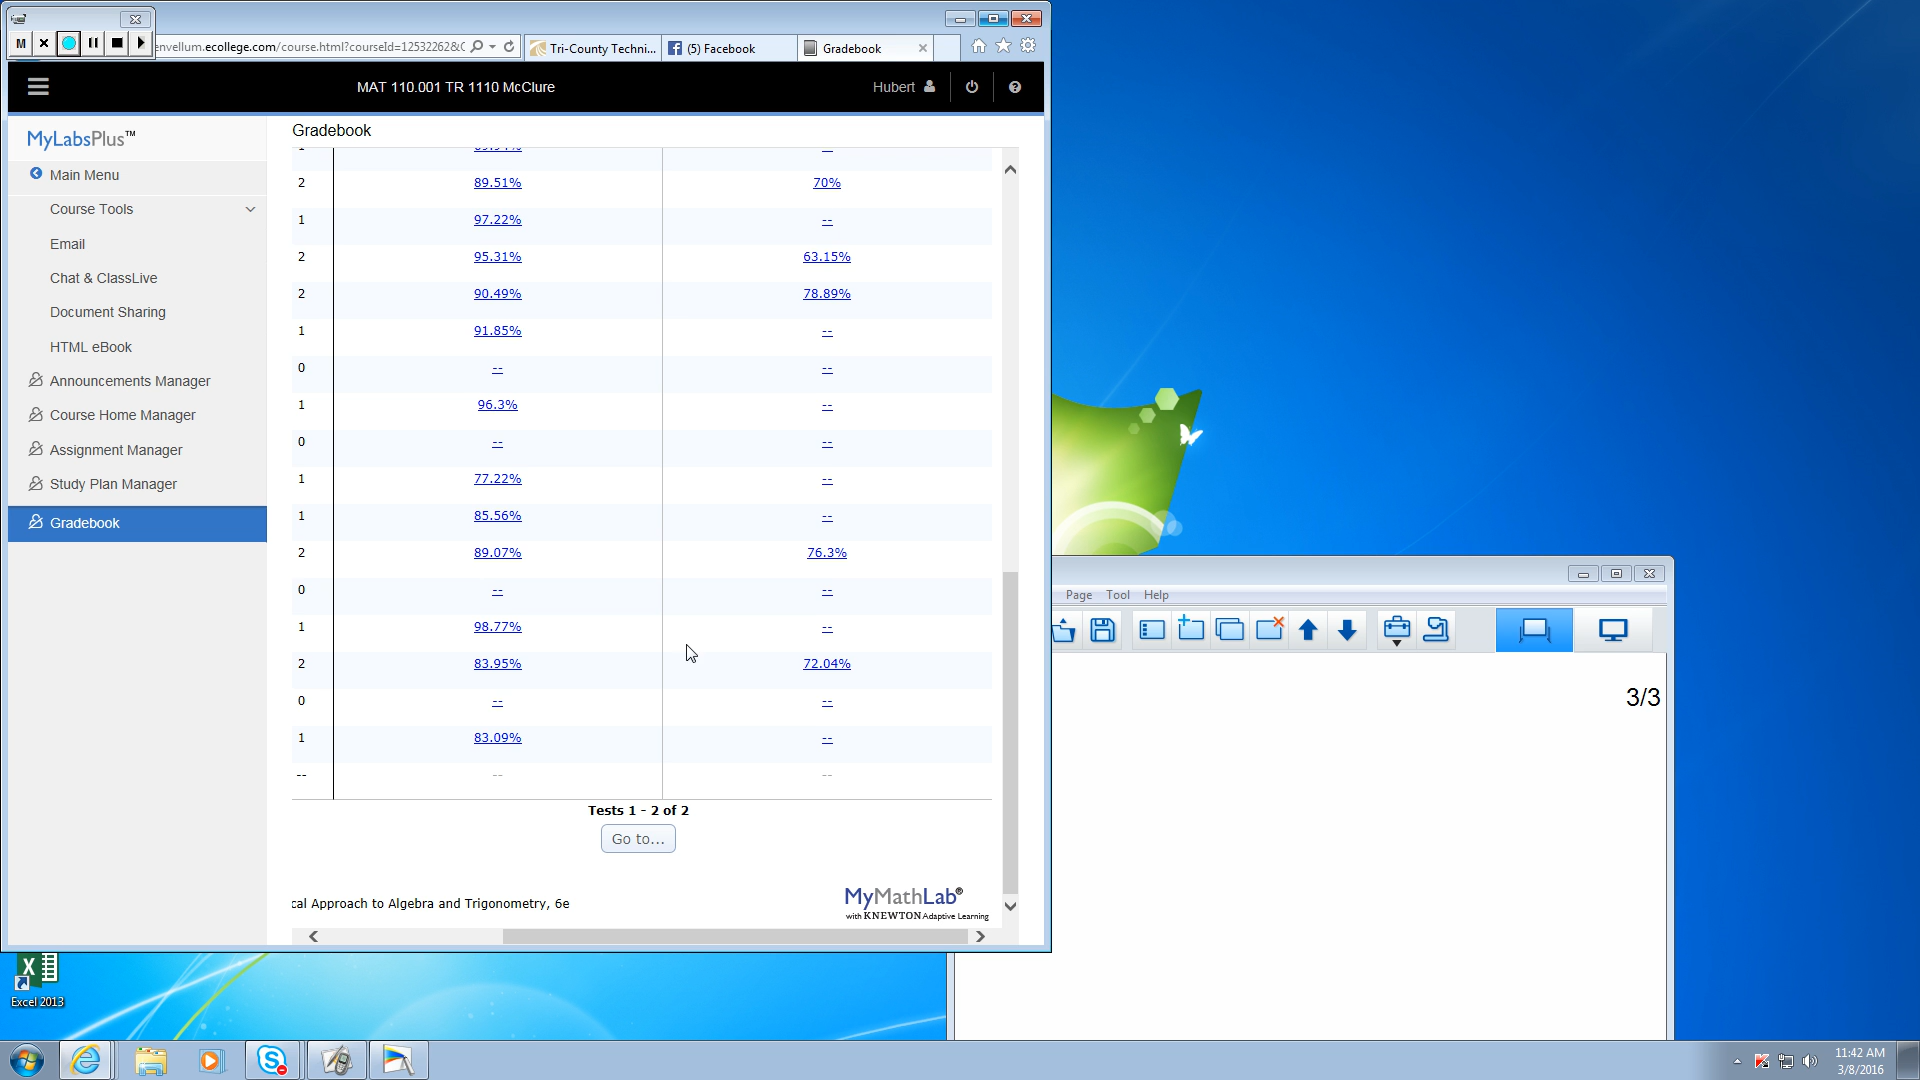 M
envellum.ecollege.com/course.html?courseId=12532262&
Tri-County Techni...
(5) Facebook
Gradebook
MAT 110.001 TR 1110 McClure
Hubert
MyLabsPlus™
Main Menu
Course Tools
Email
Chat & ClassLive
Document Sharing
HTML eBook
Announcements Manager
Course Home Manager
Assignment Manager
Study Plan Manager
Gradebook
Gradebook
2 89.51% 70%
1 97.22% --
2 95.31% 63.15%
2 90.49% 78.89%
1 91.85% --
0 -- --
1 96.3% --
0 -- --
1 77.22% --
1 85.56% --
2 89.07% 76.3%
0 -- --
1 98.77% --
2 83.95% 72.04%
0 -- --
1 83.09% --
-- -- --
Tests 1 - 2 of 2
Go to...
cal Approach to Algebra and Trigonometry, 6e
MyMathLab®
with KNEWTON Adaptive Learning
Page Tool Help
3/3
Excel 2013
11:42 AM
3/8/2016